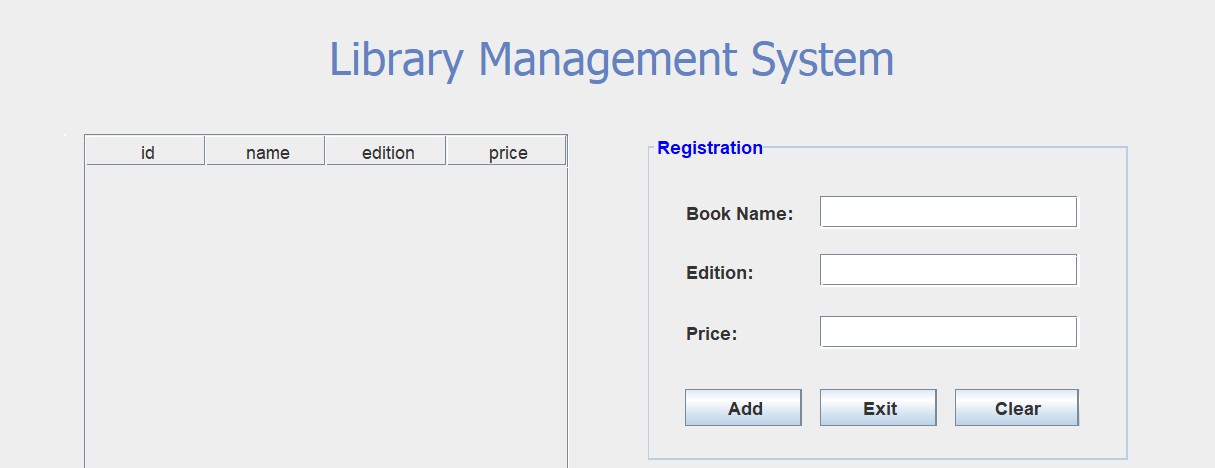 Library Management System
id name edition price
Registration
Book Name:
Edition:
Price:
Add Exit Clear